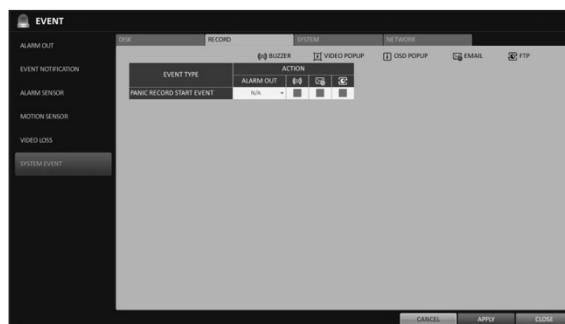 EVENT
DISK RECORD SYSTEM NETWORK
ALARM OUT
BUZZER VIDEO POPUP OSD POPUP EMAIL FTP
EVENT NOTIFICATION
EVENT TYPE ACTION
ALARM OUT
ALARM SENSOR
PANIC RECORD START EVENT N/A
MOTION SENSOR
VIDEO LOSS
SYSTEM EVENT
CANCEL APPLY CLOSE